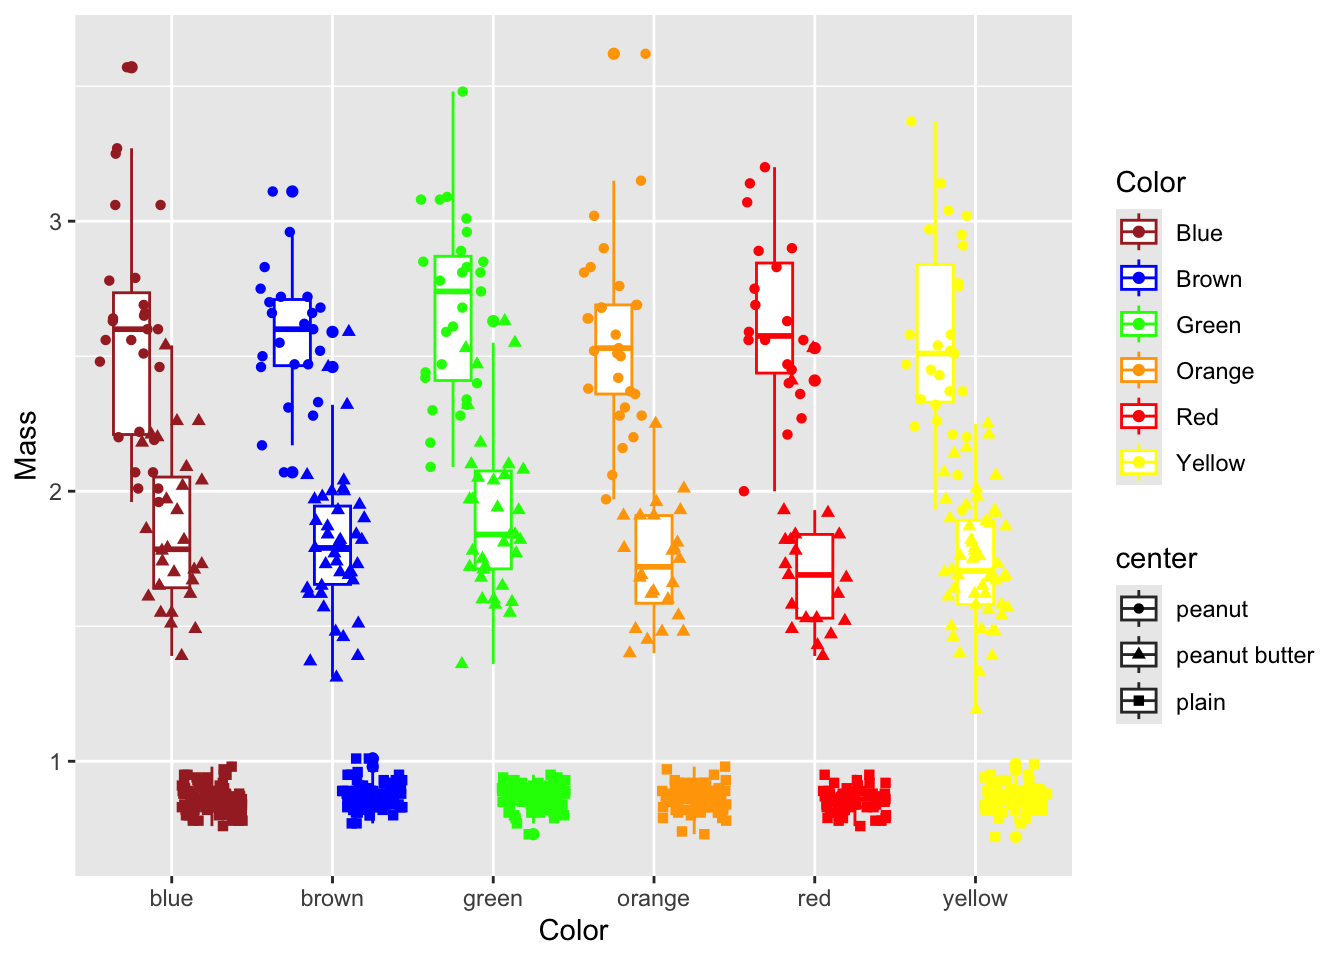 Mass
3
2
1
blue brown green orange red yellow
Color
Color
Blue
Brown
Green
Orange
Red
Yellow
center
peanut
peanut butter
plain